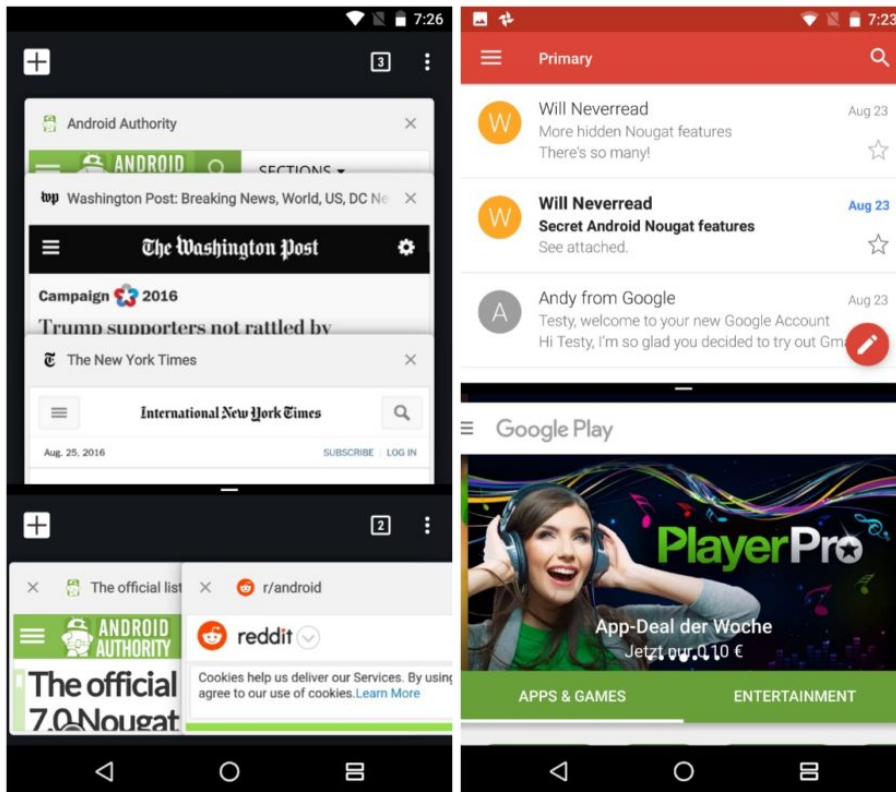 7:26
3
Android Authority
ANDROID
SECTIONS
Washington Post: Breaking News, World, US, DC Ne
The Washington Post
Campaign 2016
Trump supporters not rattled by
The New York Times
International New York Times
Aug. 25, 2016
SUBSCRIBE | LOG IN
2
The official list
r/android
ANDROID
AUTHORITY
reddit
Cookies help us deliver our Services. By using
agree to our use of cookies.Learn More
The official
7.0 Nougat
7:23
Primary
W
Will Neverread
Aug 23
More hidden Nougat features
There's so many!
W
Will Neverread
Aug 23
Secret Android Nougat features
See attached.
A
Andy from Google
Aug 23
Testy, welcome to your new Google Account
Hi Testy, I'm so glad you decided to try out Gma
Google Play
PlayerPro
App-Deal der Woche
Jetzt nur 0,10 €
APPS & GAMES
ENTERTAINMENT